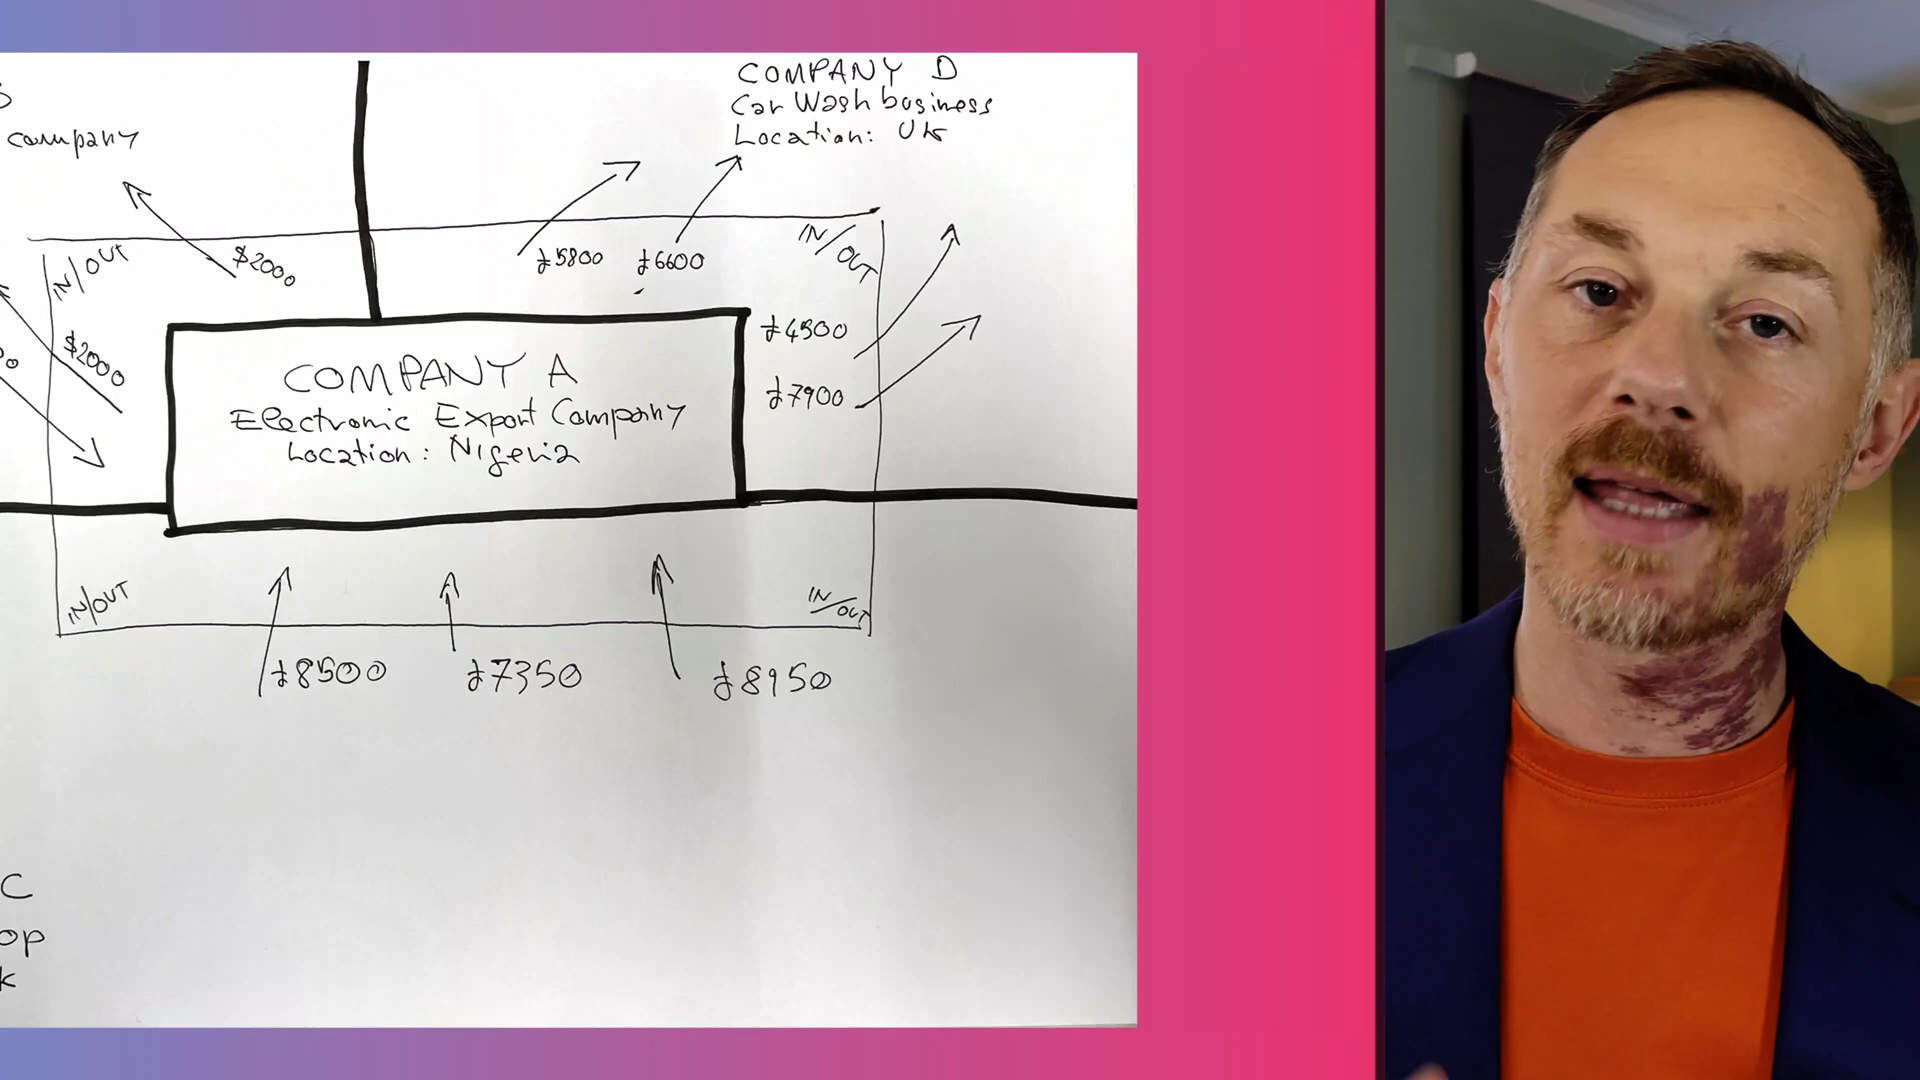 company
COMPANY D
Car Wash business
Location: UK
IN/OUT
$2000
£5800
£6600
IN/OUT
$2000
£4500
£7900
COMPANY A
Electronic Export Company
Location: Nigeria
IN/OUT
IN/OUT
£8500
£7350
£8950
C
op
k